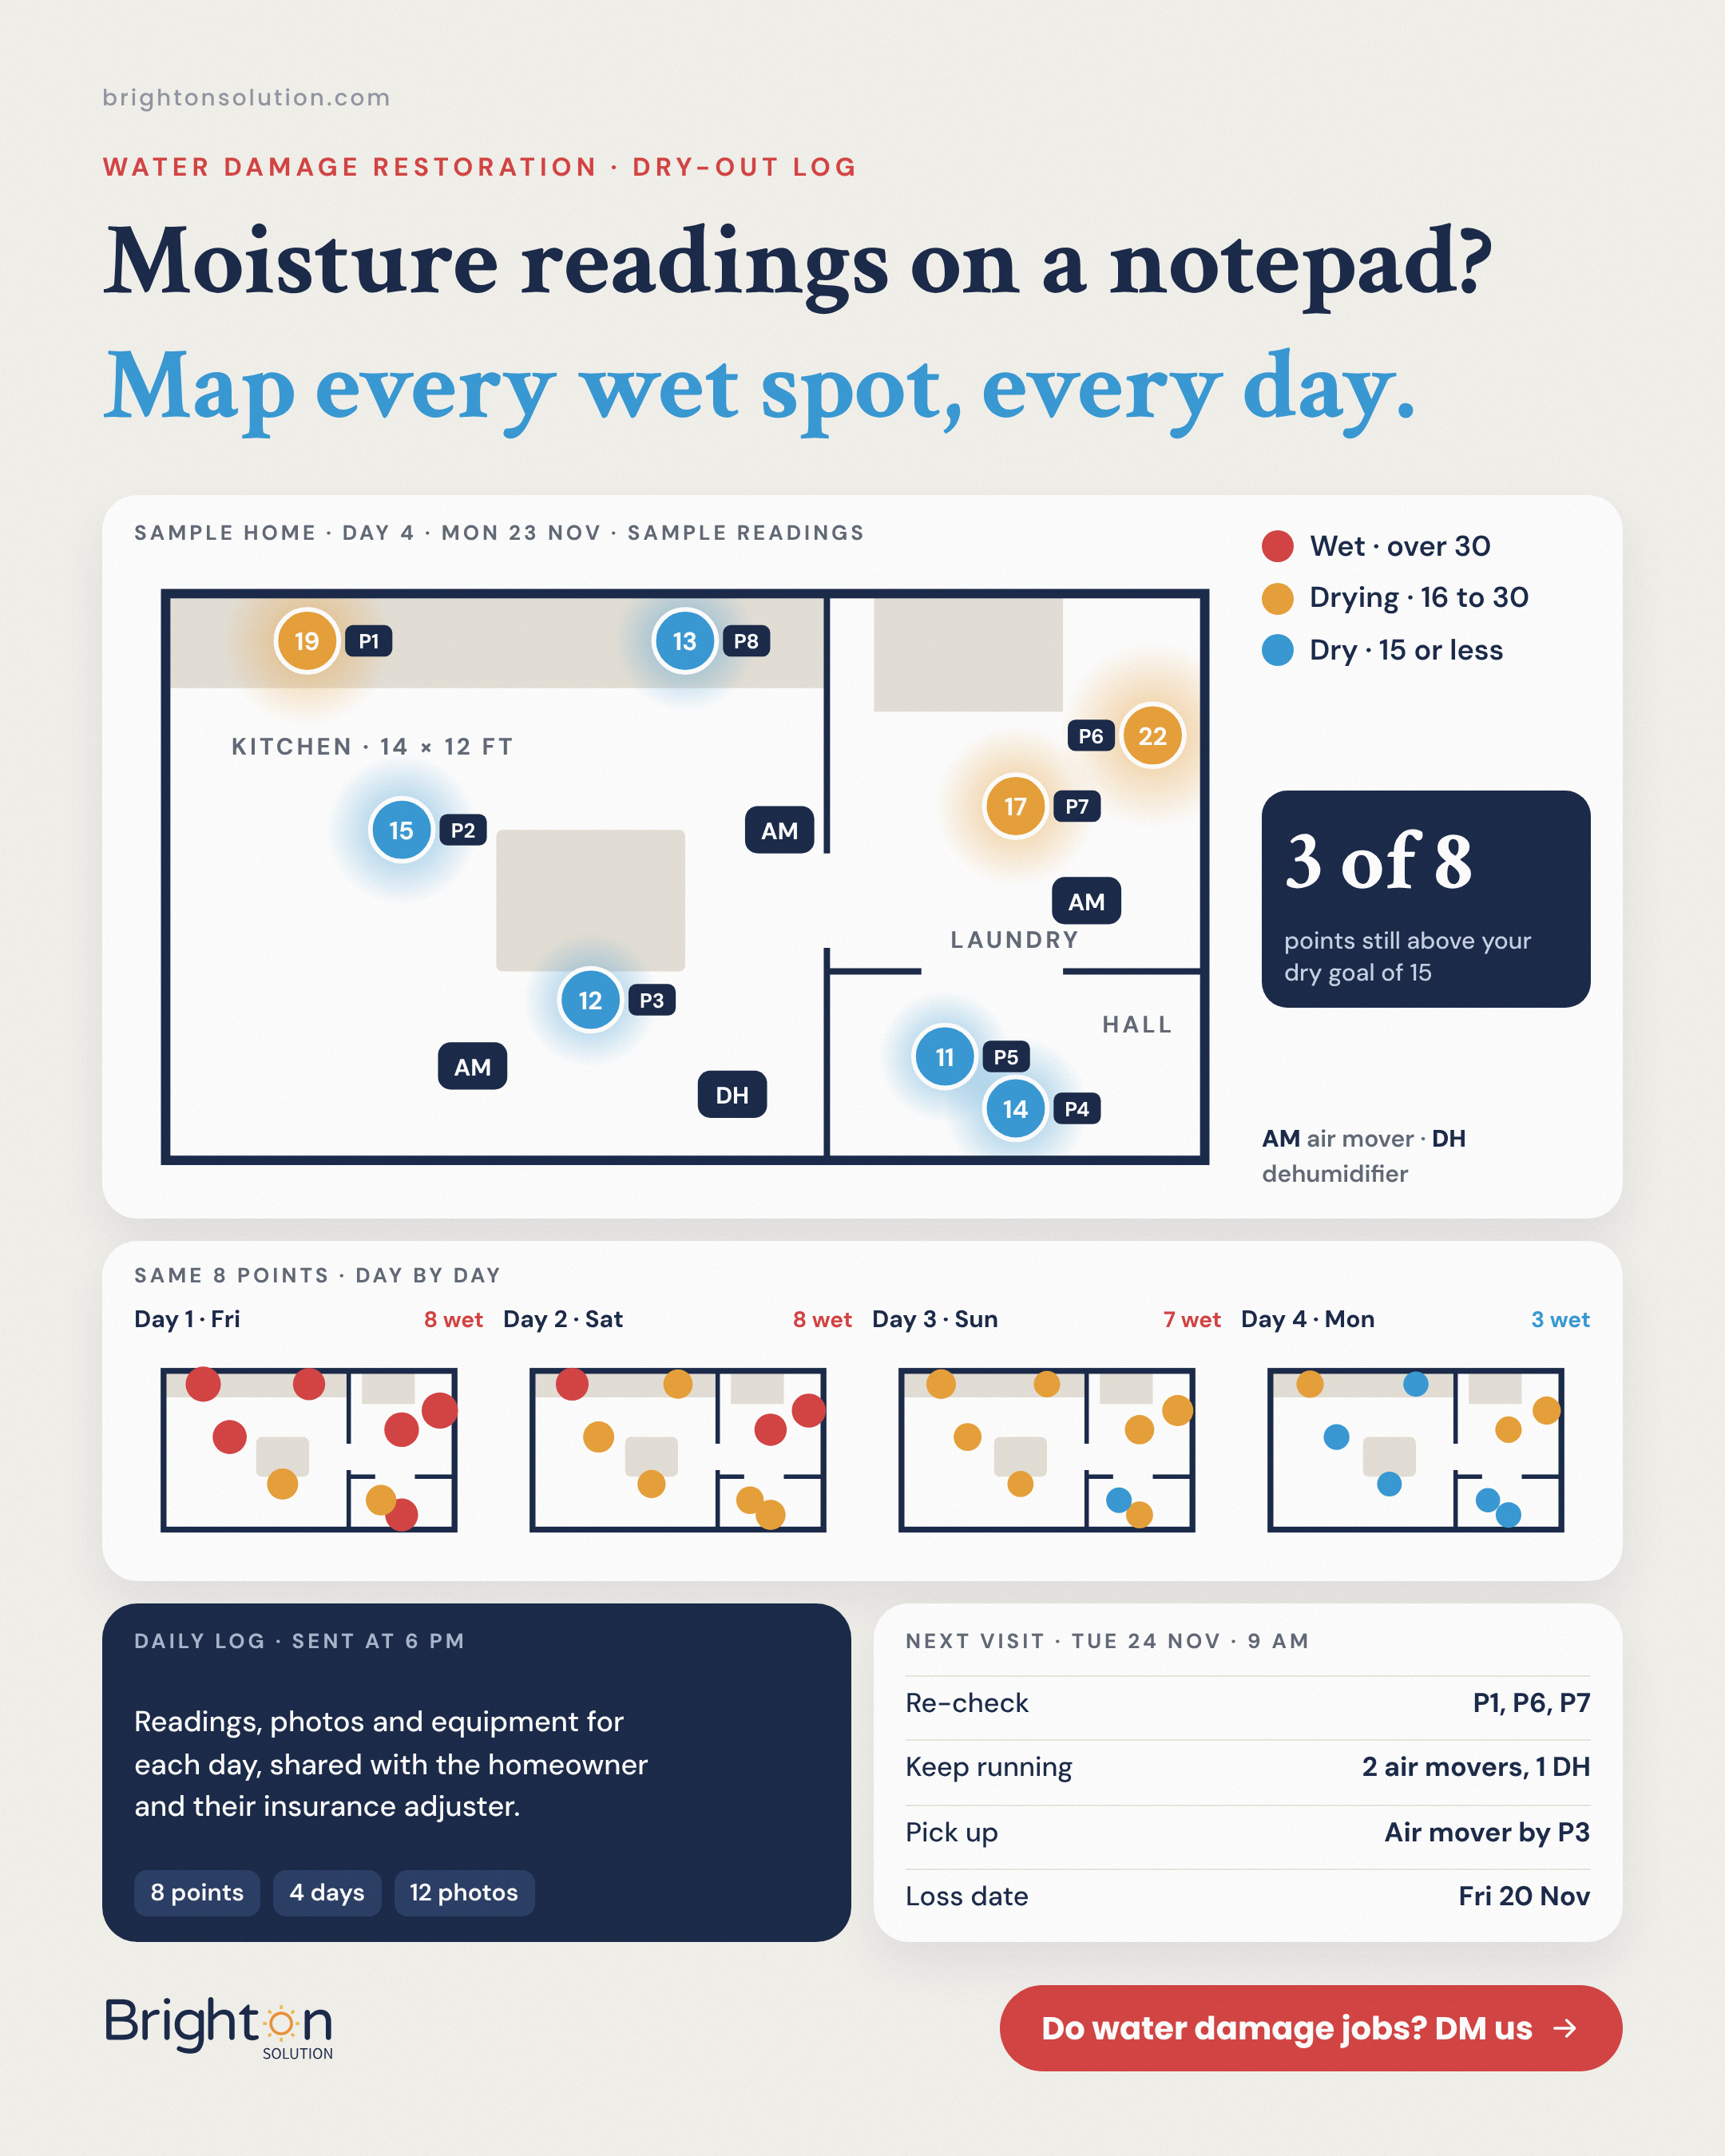 brightonsolution.com
WATER DAMAGE RESTORATION · DRY-OUT LOG
Moisture readings on a notepad?
Map every wet spot, every day.
SAMPLE HOME · DAY 4 · MON 23 NOV · SAMPLE READINGS
Wet · over 30
Drying · 16 to 30
Dry · 15 or less
19 P1
13 P8
KITCHEN · 14 × 12 FT
P6 22
17 P7
15 P2
AM
AM
LAUNDRY
12 P3
HALL
11 P5
14 P4
AM
DH
3 of 8
points still above your
dry goal of 15
AM air mover · DH
dehumidifier
SAME 8 POINTS · DAY BY DAY
Day 1 · Fri 8 wet
Day 2 · Sat 8 wet
Day 3 · Sun 7 wet
Day 4 · Mon 3 wet
DAILY LOG · SENT AT 6 PM
Readings, photos and equipment for
each day, shared with the homeowner
and their insurance adjuster.
8 points 4 days 12 photos
NEXT VISIT · TUE 24 NOV · 9 AM
Re-check P1, P6, P7
Keep running 2 air movers, 1 DH
Pick up Air mover by P3
Loss date Fri 20 Nov
Brighton
SOLUTION
Do water damage jobs? DM us →